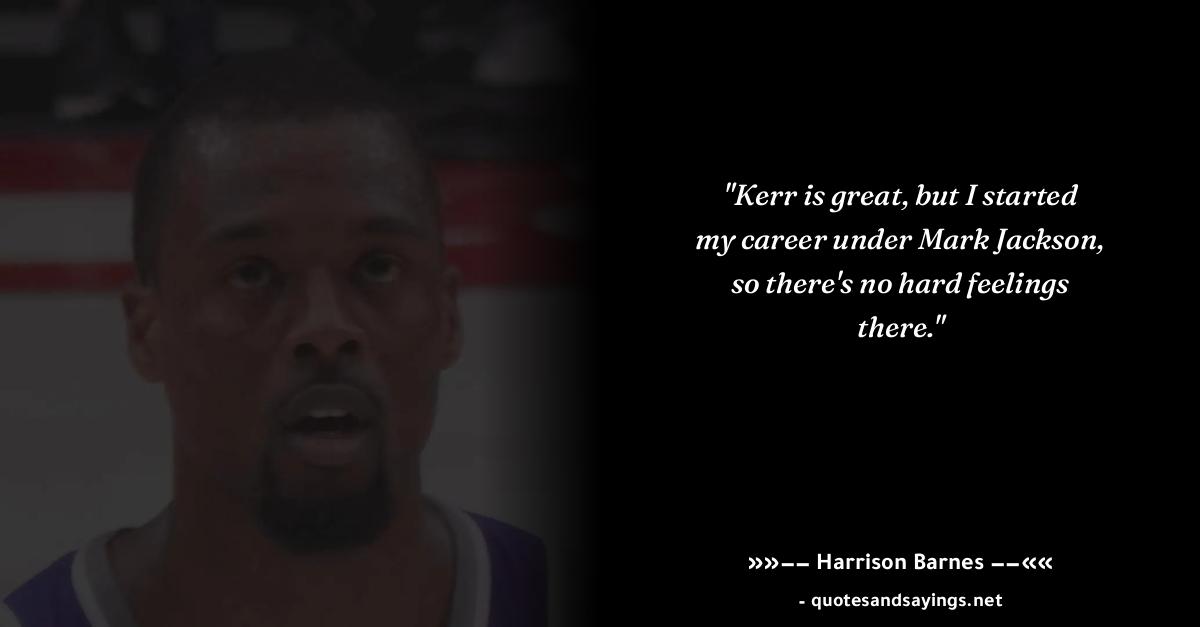 "Kerr is great, but I started
my career under Mark Jackson,
so there's no hard feelings
there."
»»−− Harrison Barnes −−««
- quotesandsayings.net